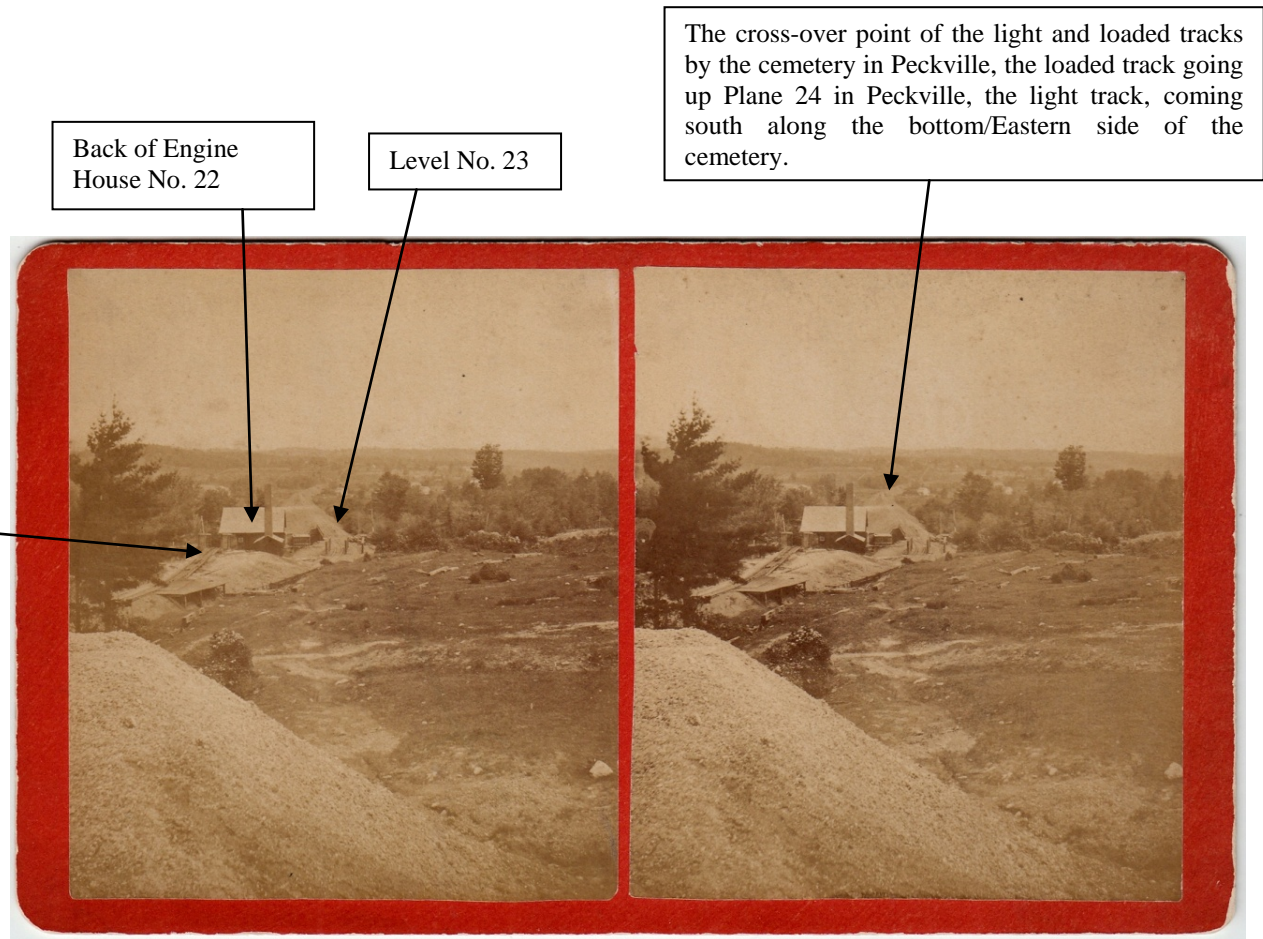 The cross-over point of the light and loaded tracks
by the cemetery in Peckville, the loaded track going
up Plane 24 in Peckville, the light track, coming
south along the bottom/Eastern side of the
cemetery.
Back of Engine
House No. 22
Level No. 23